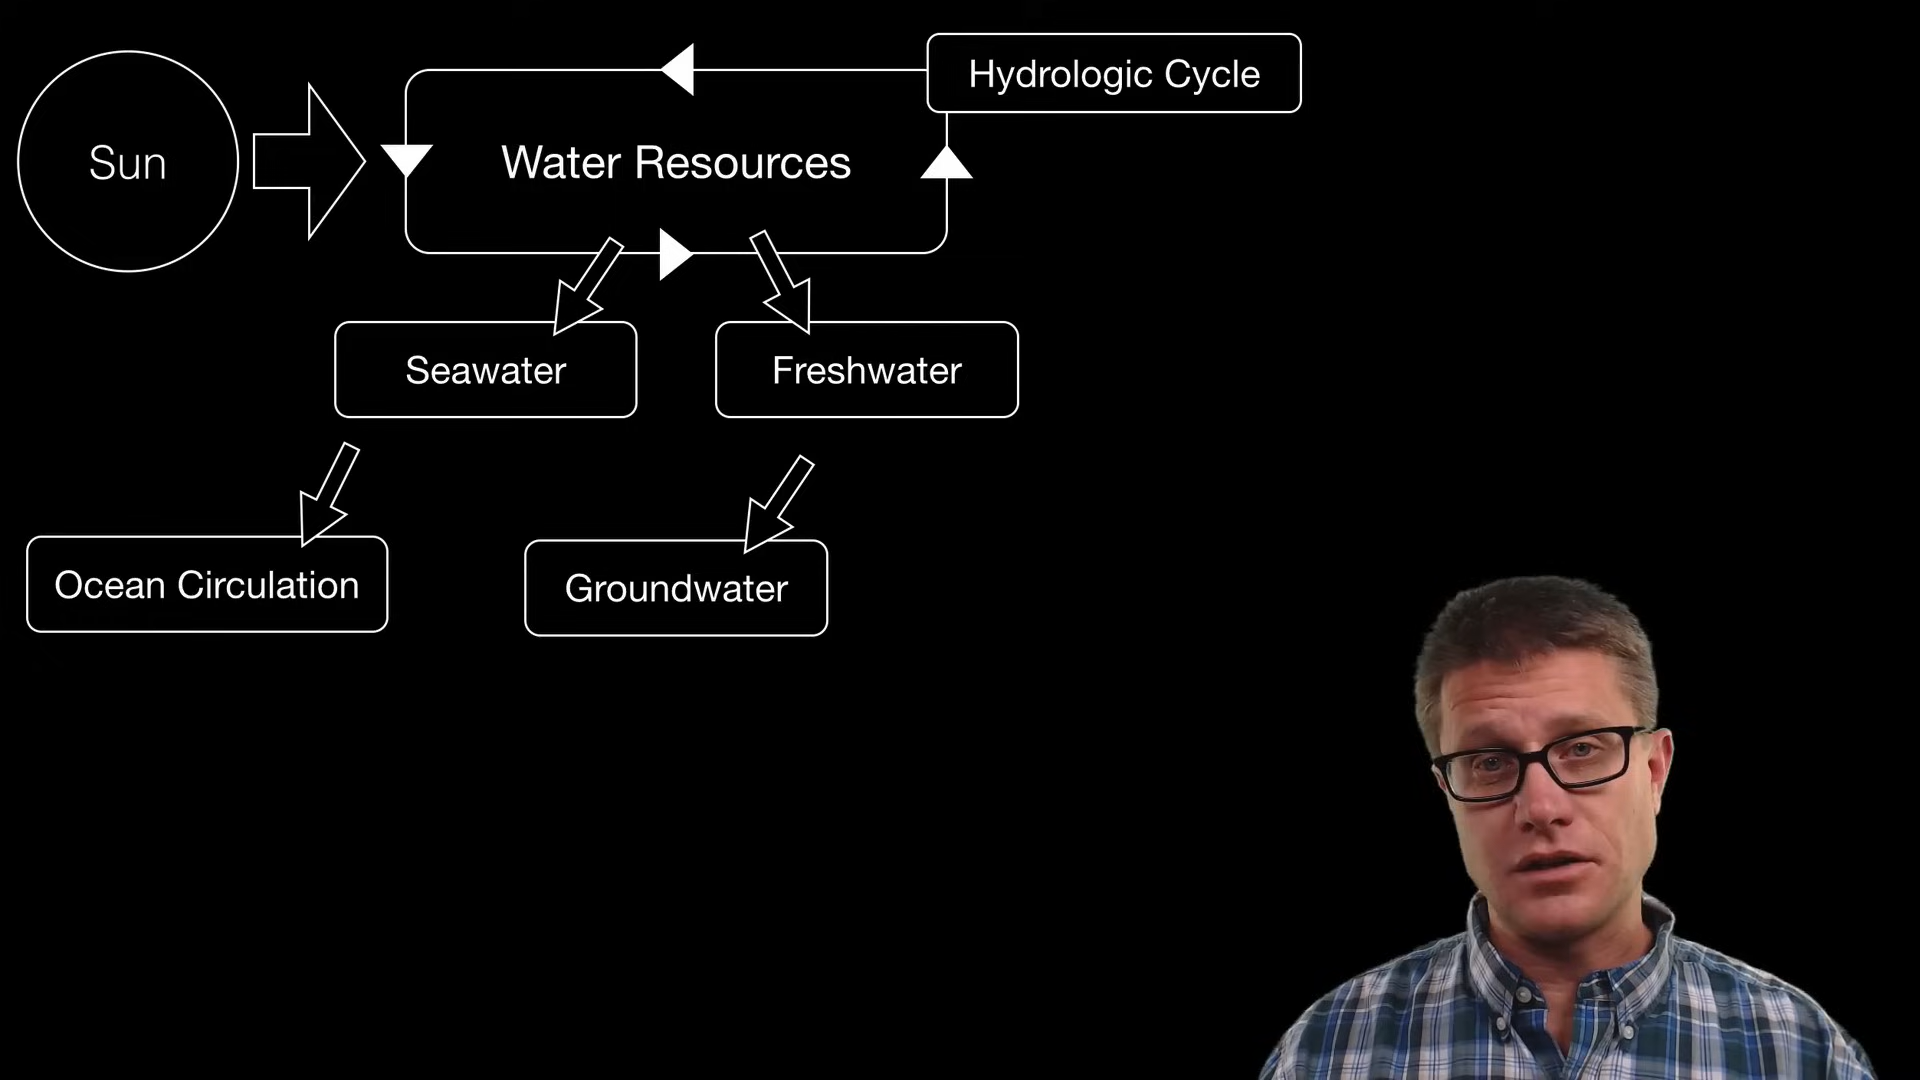 Hydrologic Cycle
Sun
Water Resources
Seawater
Freshwater
Ocean Circulation
Groundwater